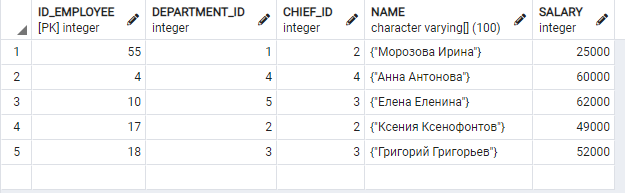 ID_EMPLOYEE DEPARTMENT_ID CHIEF_ID NAME SALARY
[PK] integer integer integer character varying[] (100) integer
1 55 1 2 {"Морозова Ирина"} 25000
2 4 4 4 {"Анна Антонова"} 60000
3 10 5 3 {"Елена Еленина"} 62000
4 17 2 2 {"Ксения Ксенофонтов"} 49000
5 18 3 3 {"Григорий Григорьев"} 52000